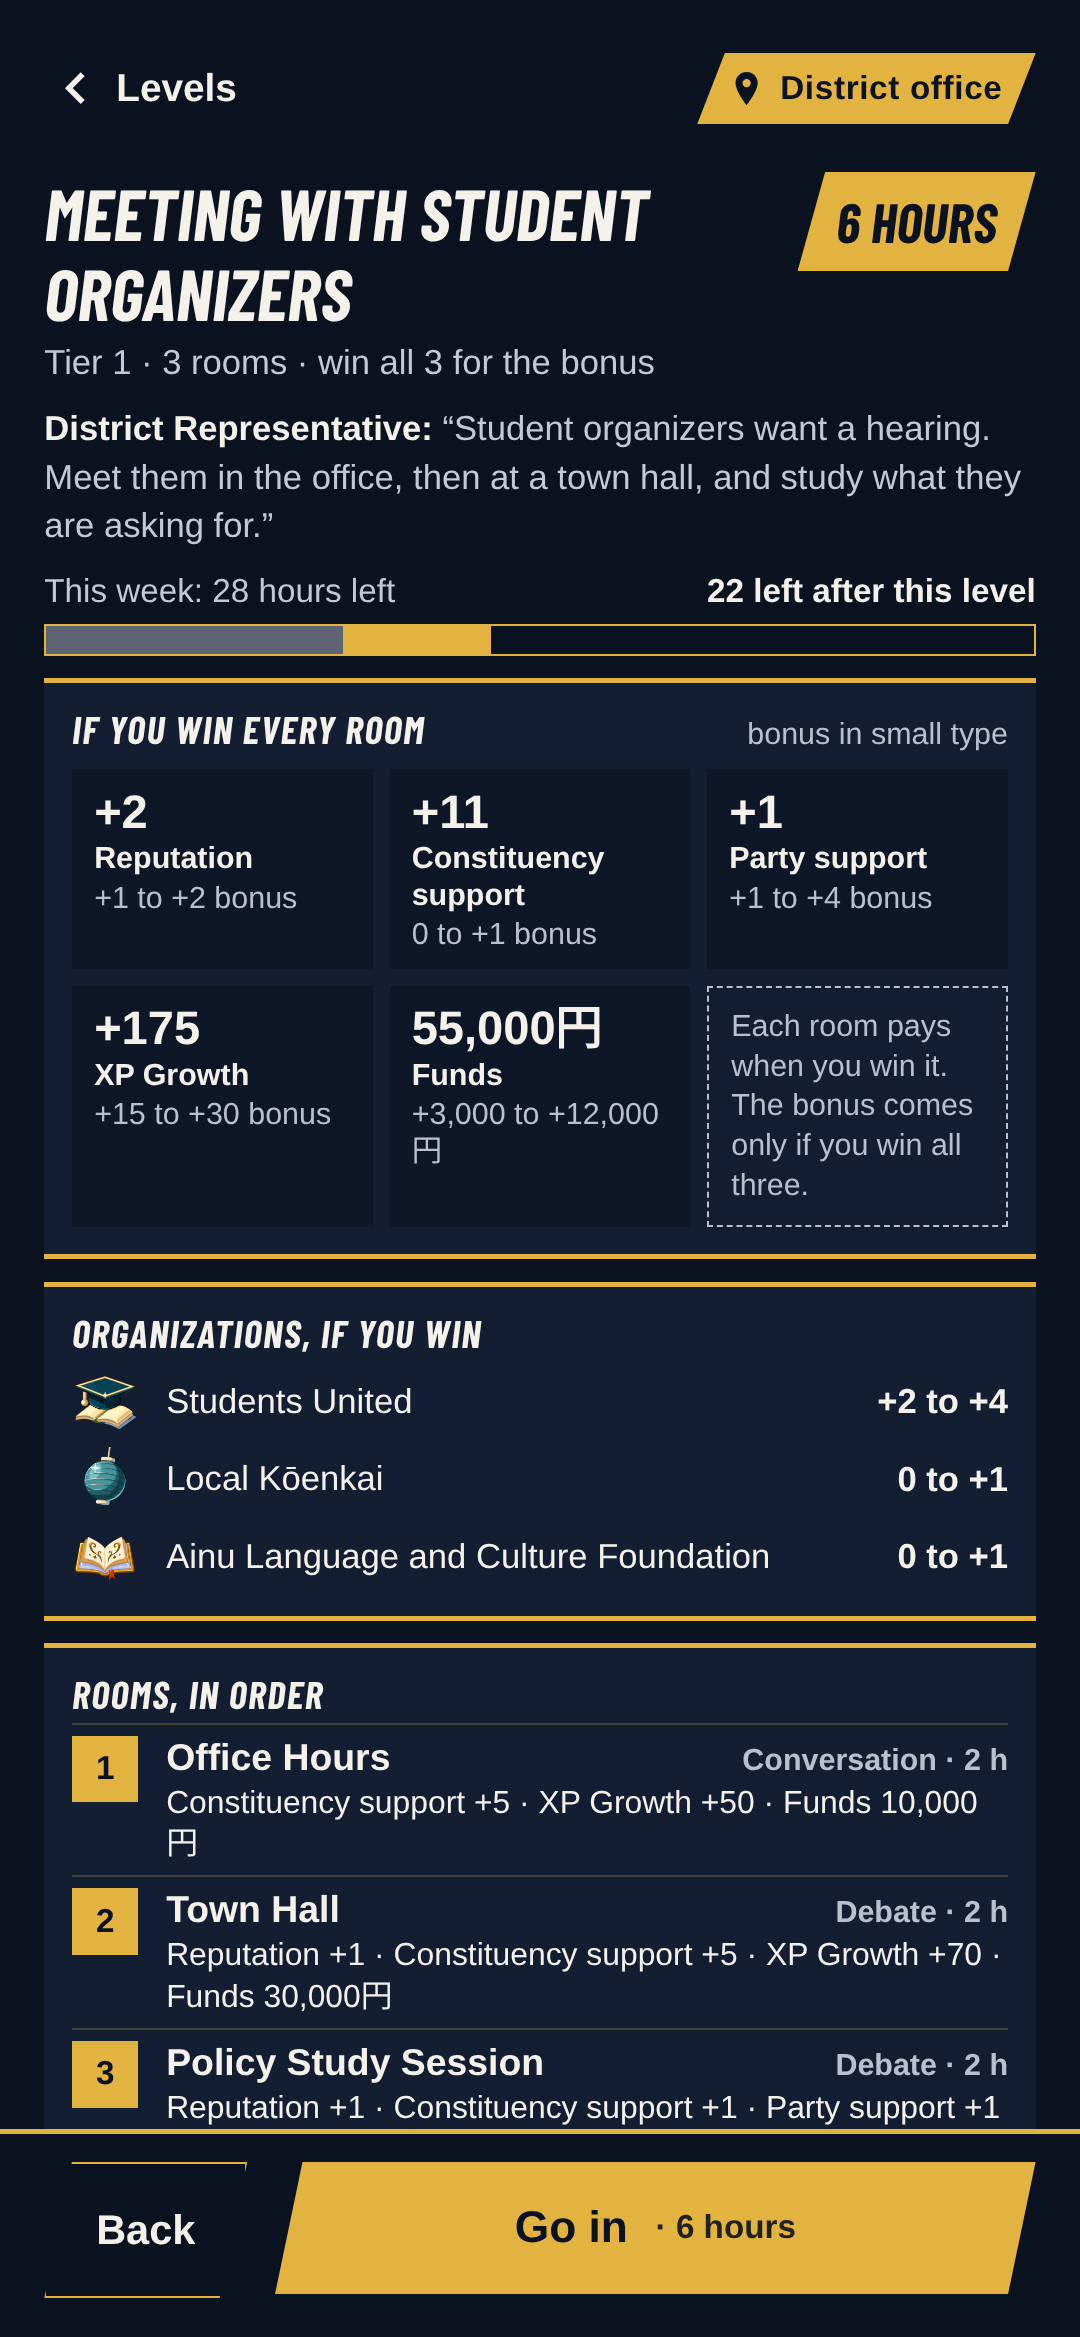 Levels
District office
MEETING WITH STUDENT
ORGANIZERS
6 HOURS
Tier 1 · 3 rooms · win all 3 for the bonus
District Representative: “Student organizers want a hearing.
Meet them in the office, then at a town hall, and study what they
are asking for.”
This week: 28 hours left
22 left after this level
IF YOU WIN EVERY ROOM
bonus in small type
+2
Reputation
+1 to +2 bonus
+11
Constituency
support
0 to +1 bonus
+1
Party support
+1 to +4 bonus
+175
XP Growth
+15 to +30 bonus
55,000円
Funds
+3,000 to +12,000
円
Each room pays
when you win it.
The bonus comes
only if you win all
three.
ORGANIZATIONS, IF YOU WIN
Students United
+2 to +4
Local Kōenkai
0 to +1
Ainu Language and Culture Foundation
0 to +1
ROOMS, IN ORDER
1
Office Hours
Conversation · 2 h
Constituency support +5 · XP Growth +50 · Funds 10,000
円
2
Town Hall
Debate · 2 h
Reputation +1 · Constituency support +5 · XP Growth +70 ·
Funds 30,000円
3
Policy Study Session
Debate · 2 h
Reputation +1 · Constituency support +1 · Party support +1
Back
Go in · 6 hours